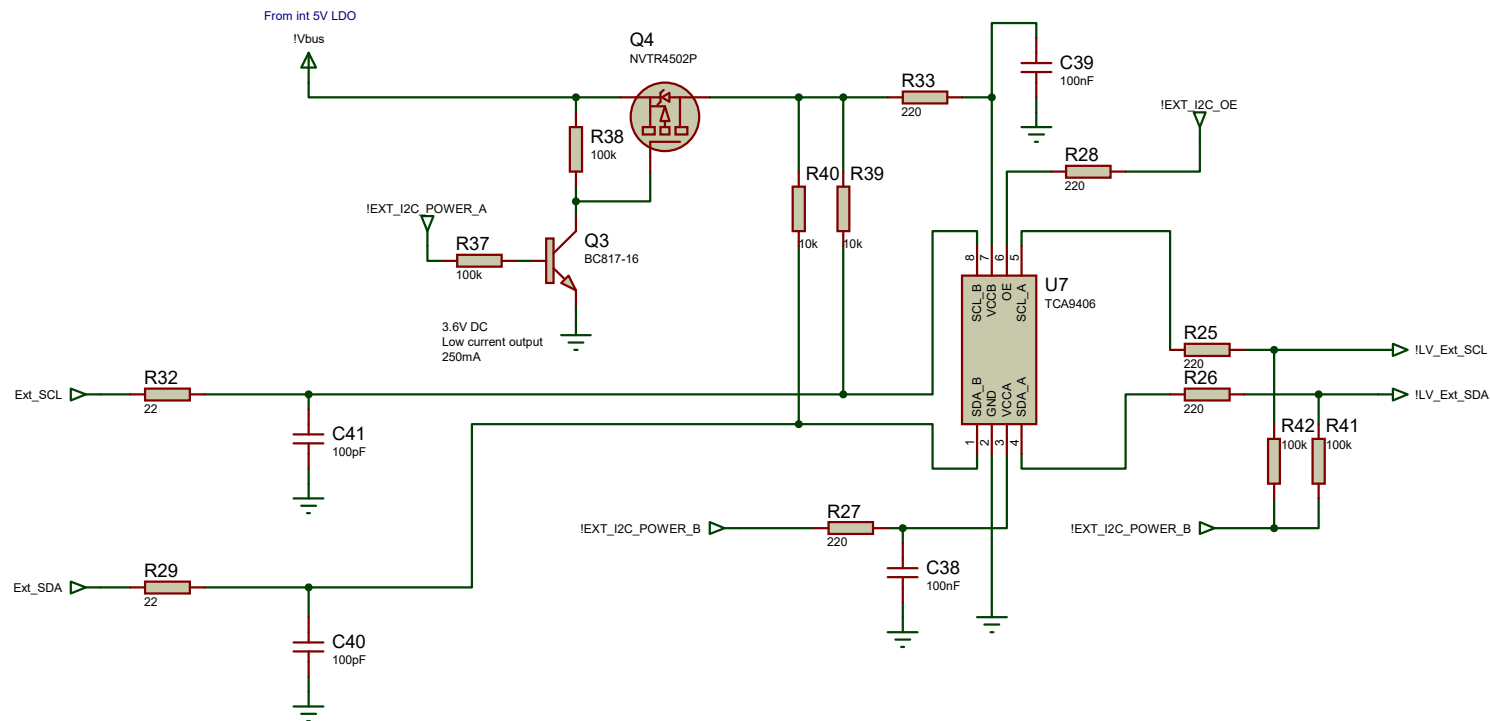 From int 5V LDO
!Vbus
Q4
NVTR4502P
C39
100nF
R33
220
!EXT_I2C_OE
R38
100k
R28
220
R40
R39
10k
10k
!EXT_I2C_POWER_A
R37
100k
Q3
BC817-16
8
7
6
5
SCL_B
VCCB
OE
SCL_A
U7
TCA9406
3.6V DC
Low current output
250mA
R25
220
!LV_Ext_SCL
Ext_SCL
R32
22
R26
220
!LV_Ext_SDA
SDA_B
GND
VCCA
SDA_A
1
2
3
4
C41
100pF
R42
100k
R41
100k
!EXT_I2C_POWER_B
R27
220
!EXT_I2C_POWER_B
C38
100nF
Ext_SDA
R29
22
C40
100pF